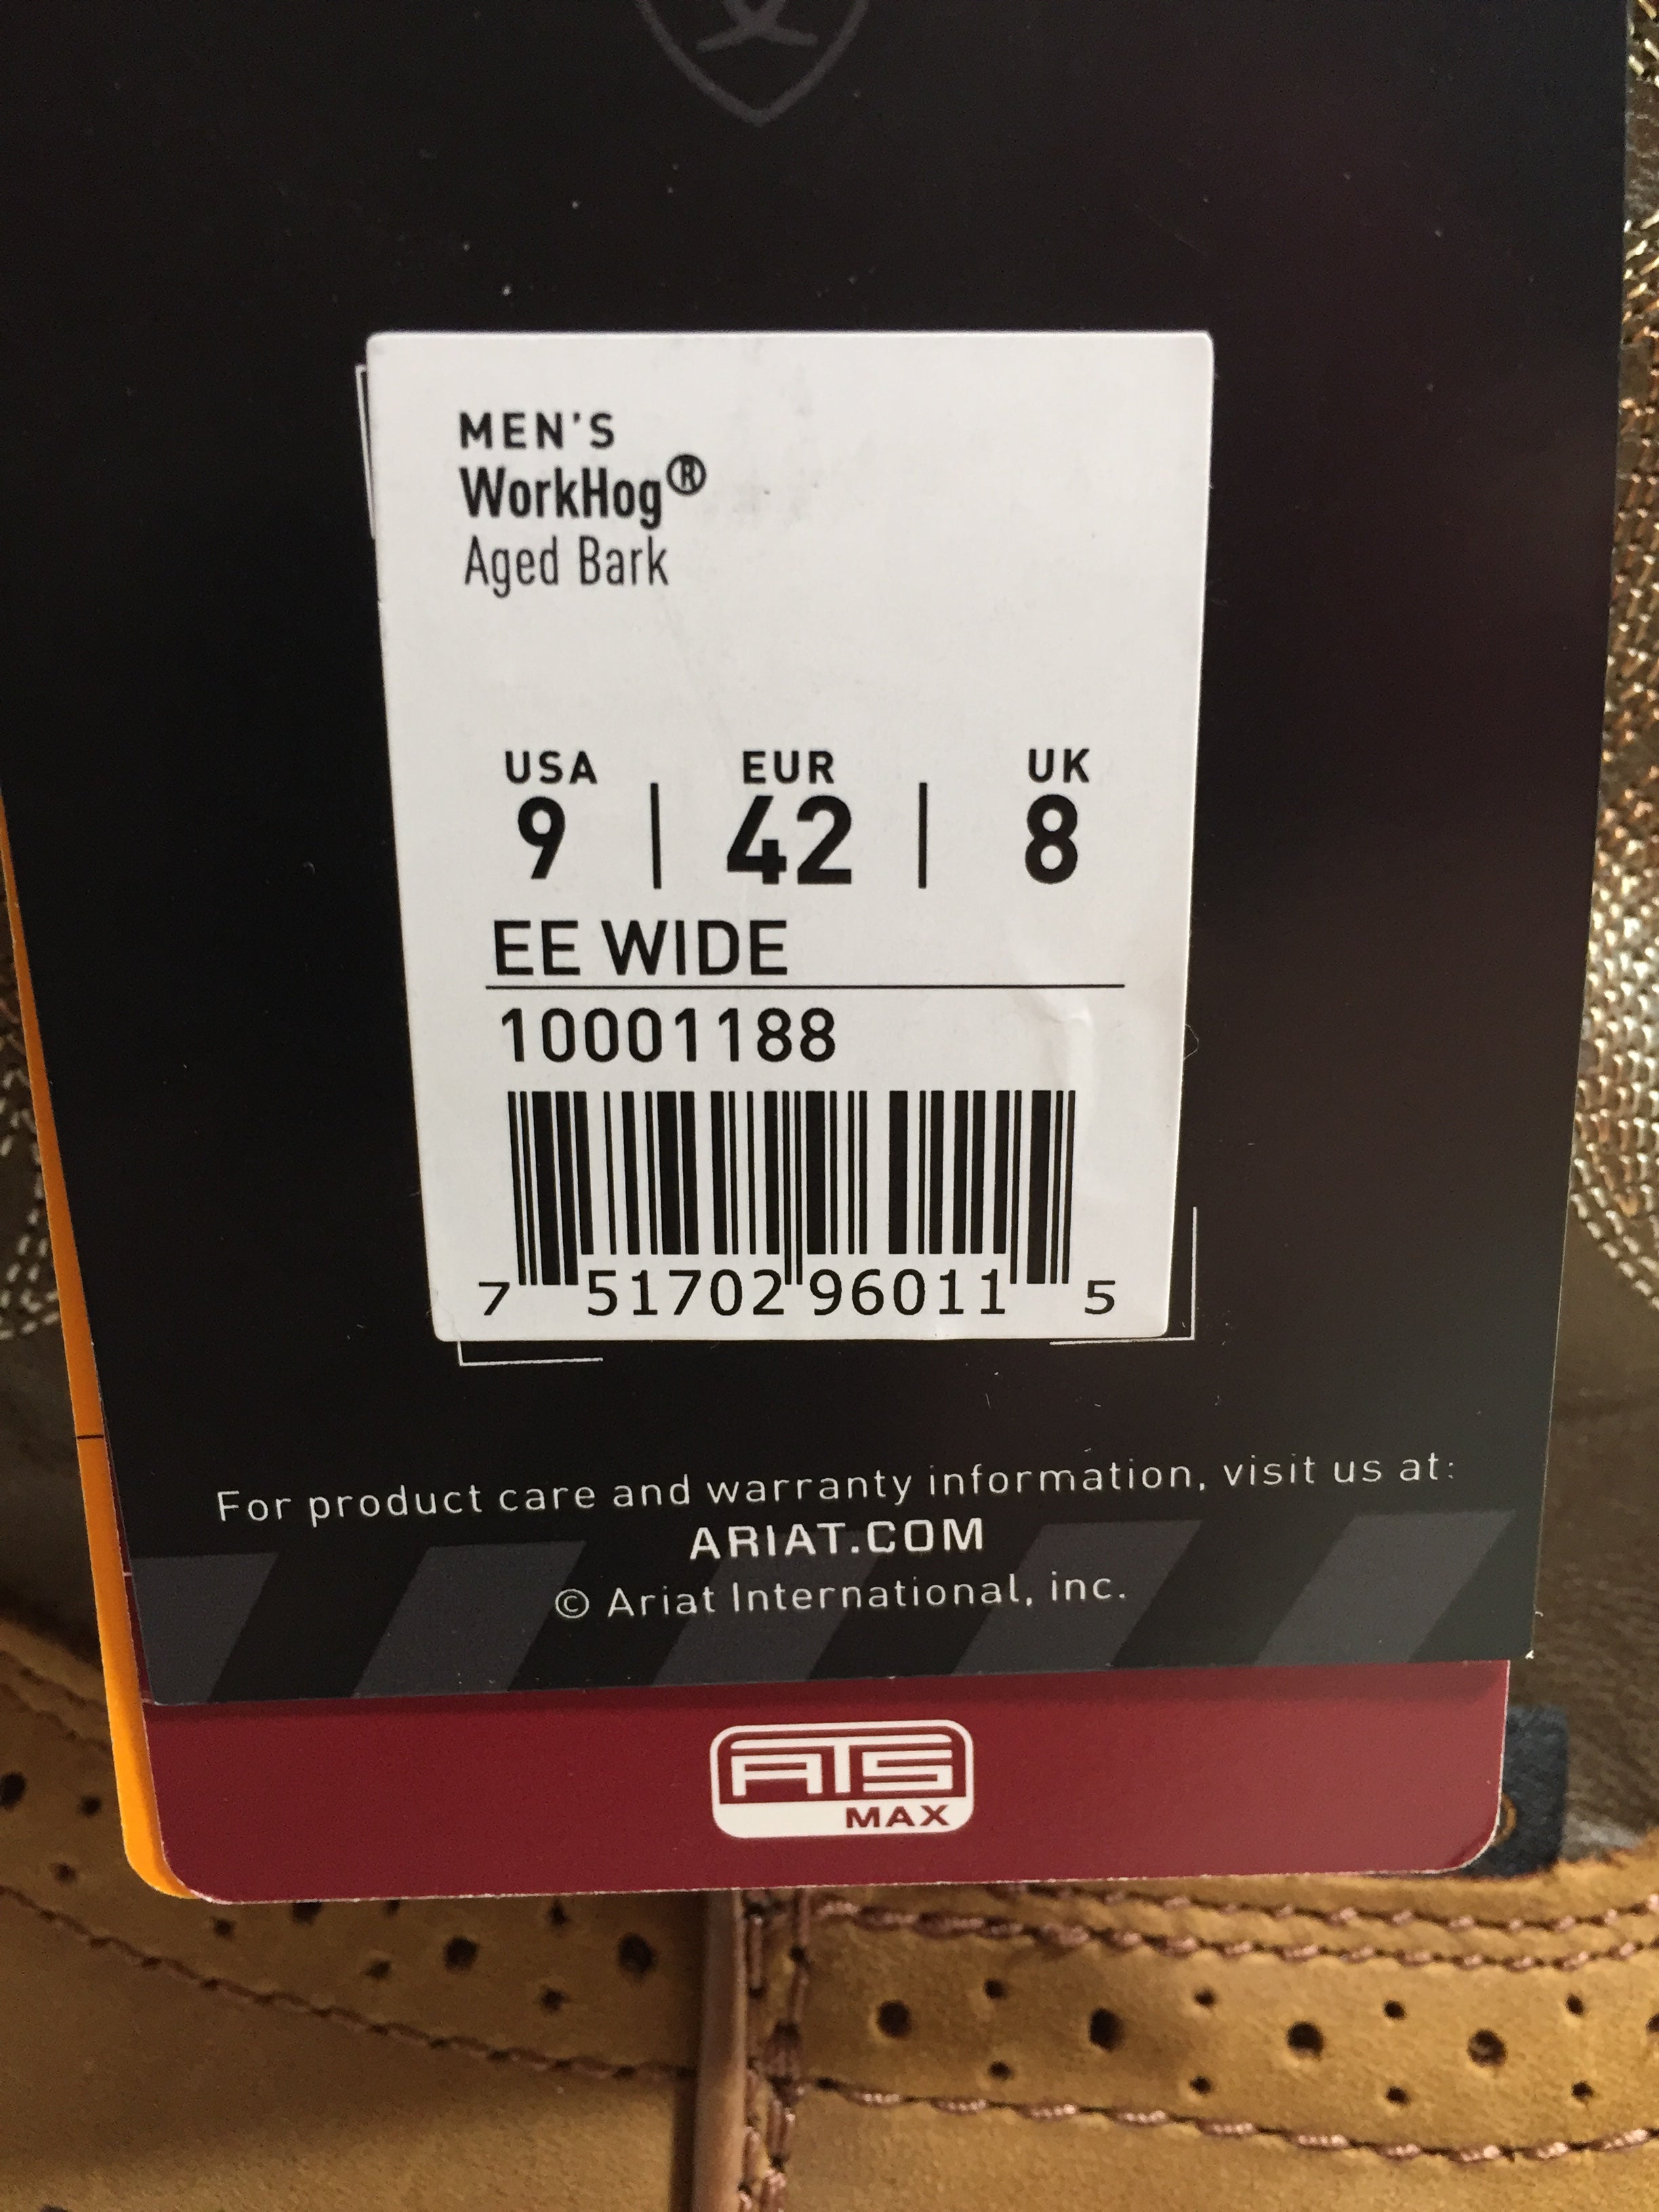 MEN'S
WorkHog®
Aged Bark
USA EUR UK
9 | 42 | 8
EE WIDE
10001188
7 51702 96011 5
For product care and warranty information, visit us at:
ARIAT.COM
© Ariat International, inc.
ATS
MAX